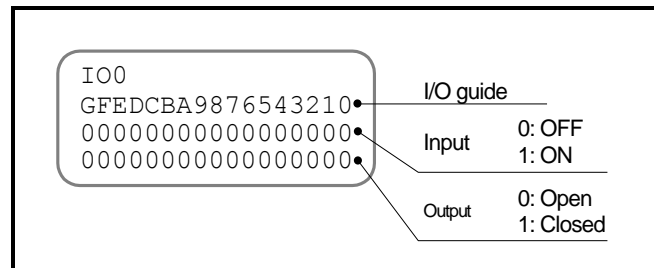 IO0
GFEDCBA9876543210
00000000000000000
00000000000000000
I/O guide
Input
0: OFF
1: ON
Output
0: Open
1: Closed